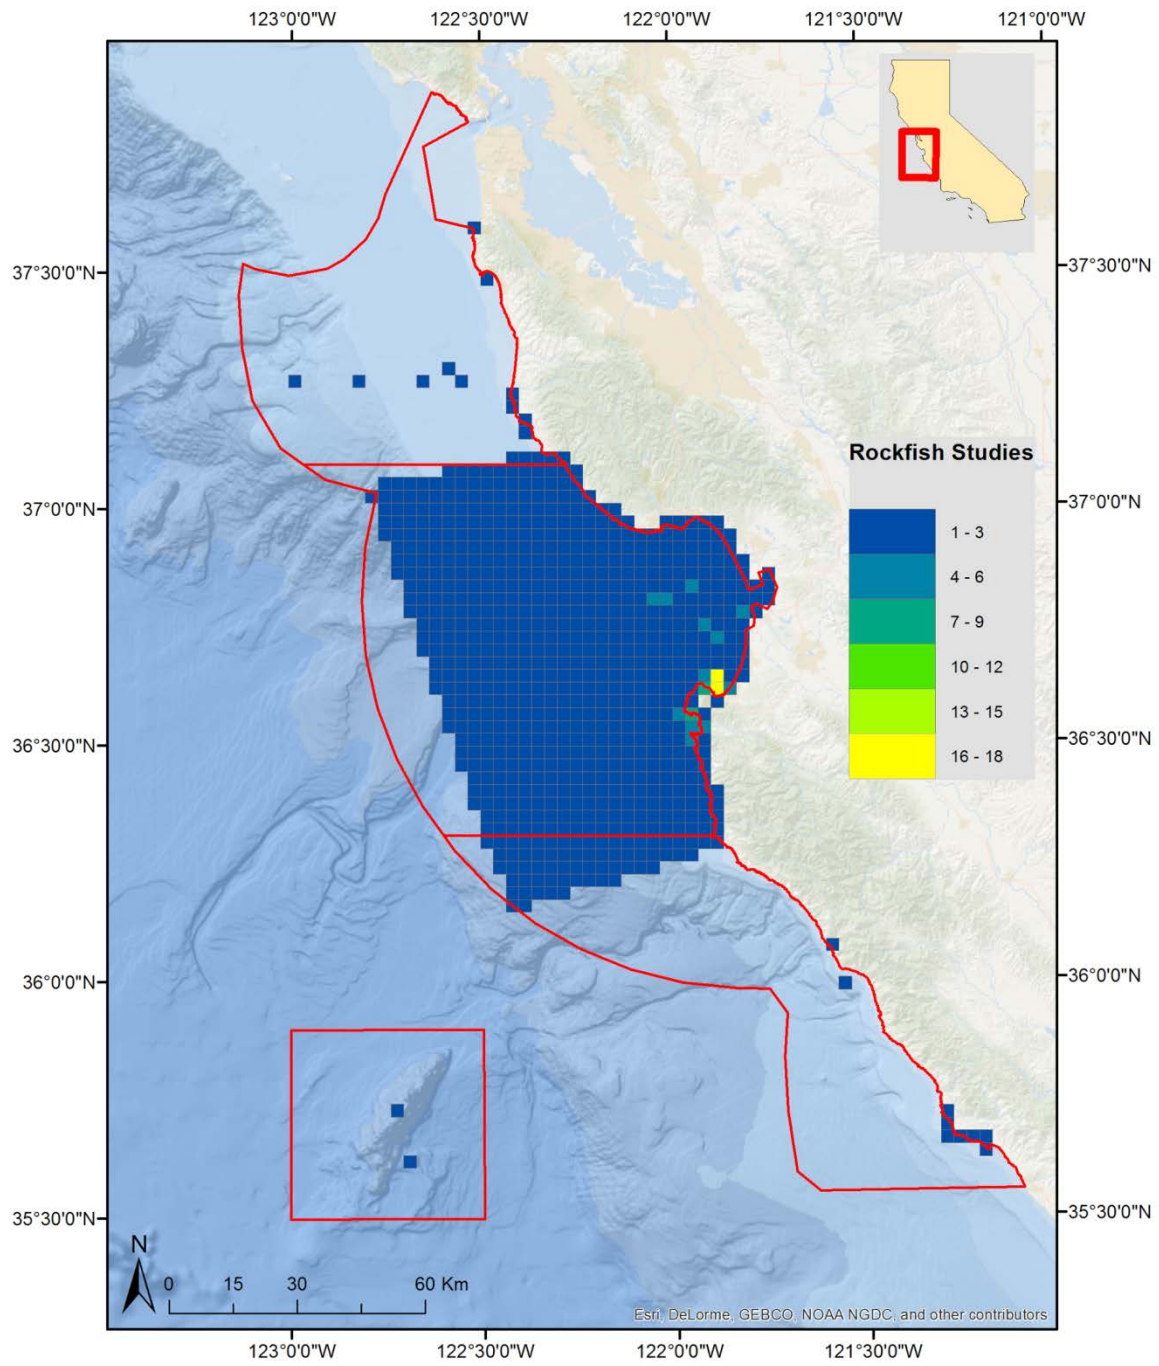 123°0'0"W 122°30'0"W 122°0'0"W 121°30'0"W 121°0'0"W
37°30'0"N 37°30'0"N
Rockfish Studies
1 - 3
4 - 6
7 - 9
10 - 12
13 - 15
16 - 18
37°0'0"N 37°0'0"N
36°30'0"N 36°30'0"N
36°0'0"N 36°0'0"N
35°30'0"N 35°30'0"N
N
0 15 30 60 Km
Esri, DeLorme, GEBCO, NOAA NGDC, and other contributors
123°0'0"W 122°30'0"W 122°0'0"W 121°30'0"W